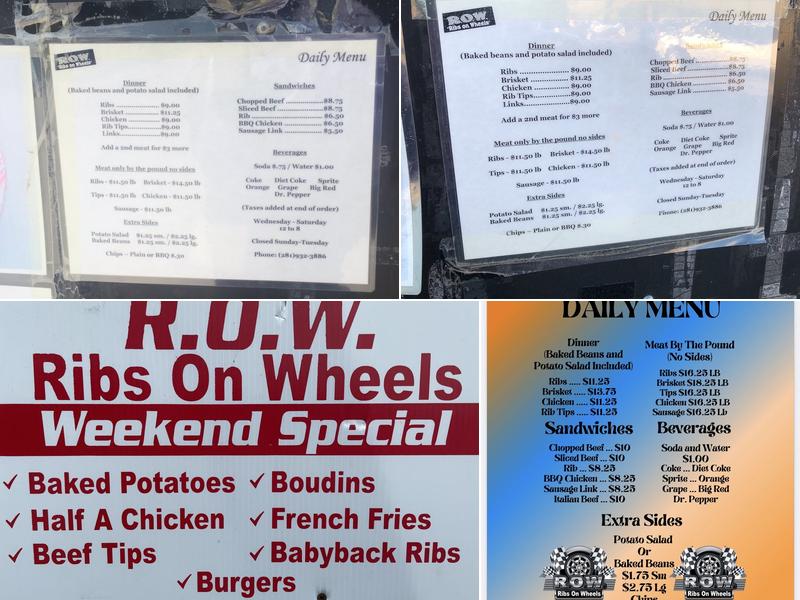 R.O.W.
"Ribs on Wheels"
Daily Menu
Dinner
(Baked beans and potato salad included)
Ribs ..................... $9.00
Brisket ................. $11.25
Chicken ............... $9.00
Rib Tips...............$9.00
Links...................$9.00
Add a 2nd meat for $3 more
Meat only by the pound no sides
Ribs - $11.50 lb Brisket - $14.50 lb
Tips - $11.50 lb Chicken - $11.50 lb
Sausage - $11.50 lb
Extra Sides
Potato Salad $1.25 sm. / $2.25 lg.
Baked Beans $1.25 sm. / $2.25 lg.
Chips – Plain or BBQ $.50
Sandwiches
Chopped Beef ..............$8.75
Sliced Beef ...................$8.75
Rib ................................$6.50
BBQ Chicken ................$6.50
Sausage Link ................$5.50
Beverages
Soda $.75 / Water $1.00
Coke Diet Coke Sprite
Orange Grape Big Red
Dr. Pepper
(Taxes added at end of order)
Wednesday - Saturday
12 to 8
Closed Sunday-Tuesday
Phone: (281)932-3886
R.O.W.
"Ribs on Wheels"
Daily Menu
Dinner
(Baked beans and potato salad included)
Ribs ..................... $9.00
Brisket ................. $11.25
Chicken ............... $9.00
Rib Tips...............$9.00
Links...................$9.00
Add a 2nd meat for $3 more
Meat only by the pound no sides
Ribs - $11.50 lb Brisket - $14.50 lb
Tips - $11.50 lb Chicken - $11.50 lb
Sausage - $11.50 lb
Extra Sides
Potato Salad $1.25 sm. / $2.25 lg.
Baked Beans $1.25 sm. / $2.25 lg.
Chips – Plain or BBQ $.50
Sandwiches
Chopped Beef ..............$8.75
Sliced Beef ...................$8.75
Rib ................................$6.50
BBQ Chicken ................$6.50
Sausage Link ................$5.50
Beverages
Soda $.75 / Water $1.00
Coke Diet Coke Sprite
Orange Grape Big Red
Dr. Pepper
(Taxes added at end of order)
Wednesday - Saturday
12 to 8
Closed Sunday-Tuesday
Phone: (281)932-3886
R.O.W.
Ribs On Wheels
Weekend Special
✓ Baked Potatoes ✓ Boudins
✓ Half A Chicken ✓ French Fries
✓ Beef Tips ✓ Babyback Ribs
✓ Burgers
DAILY MENU
Dinner
(Baked Beans and
Potato Salad Included)
Ribs ..... $11.25
Brisket ..... $13.75
Chicken ..... $11.25
Rib Tips ..... $11.25
Meat By The Pound
(No Sides)
Ribs $16.25 LB
Brisket $18.25 LB
Tips $16.25 LB
Chicken $16.25 LB
Sausage $16.25 Lb
Sandwiches
Chopped Beef ... $10
Sliced Beef ... $10
Rib ... $8.25
BBQ Chicken ... $8.25
Sausage Link ... $8.25
Italian Beef ... $10
Beverages
Soda and Water
$1.00
Coke ... Diet Coke
Sprite ... Orange
Grape ... Big Red
Dr. Pepper
Extra Sides
Potato Salad
Or
Baked Beans
$1.75 Sm
$2.75 Lg
Chips
R.O.W.
Ribs On Wheels
R.O.W.
Ribs On Wheels